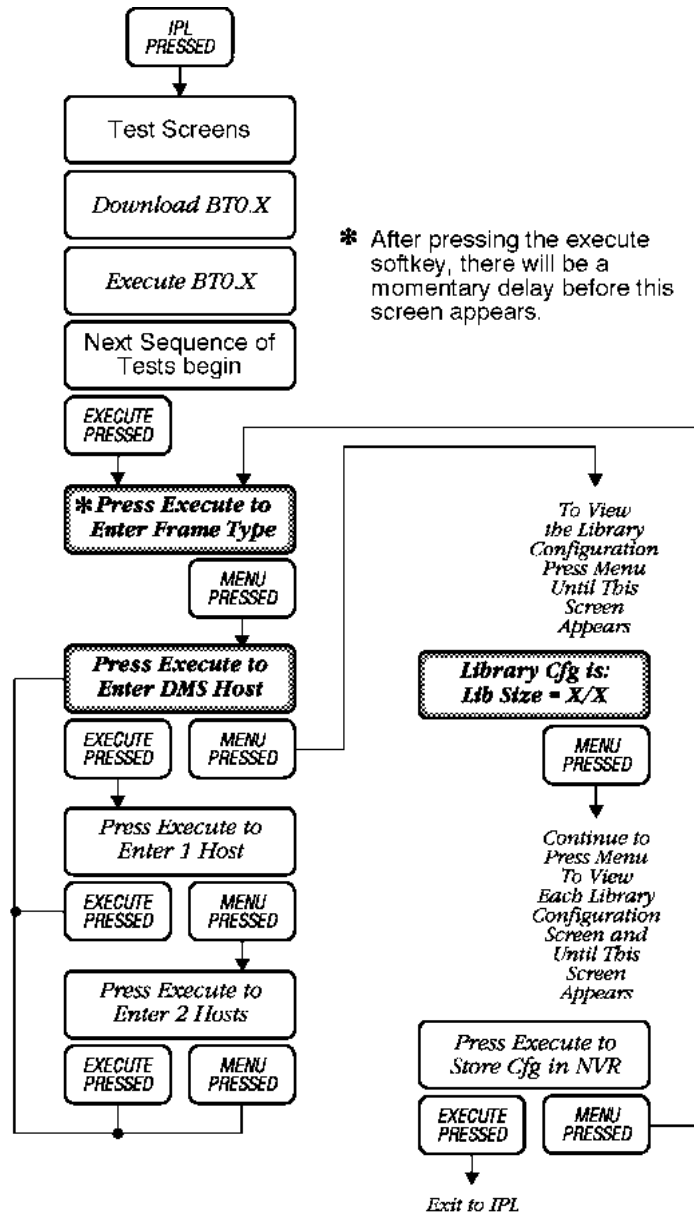 IPL
PRESSED
Test Screens
Download BT0.X
Execute BT0.X
Next Sequence of
Tests begin
EXECUTE
PRESSED
* Press Execute to
Enter Frame Type
MENU
PRESSED
Press Execute to
Enter DMS Host
EXECUTE
PRESSED
MENU
PRESSED
Press Execute to
Enter 1 Host
EXECUTE
PRESSED
MENU
PRESSED
Press Execute to
Enter 2 Hosts
EXECUTE
PRESSED
MENU
PRESSED
* After pressing the execute
softkey, there will be a
momentary delay before this
screen appears.
To View
the Library
Configuration
Press Menu
Until This
Screen
Appears
Library Cfg is:
Lib Size = X/X
MENU
PRESSED
Continue to
Press Menu
To View
Each Library
Configuration
Screen and
Until This
Screen
Appears
Press Execute to
Store Cfg in NVR
EXECUTE
PRESSED
MENU
PRESSED
Exit to IPL